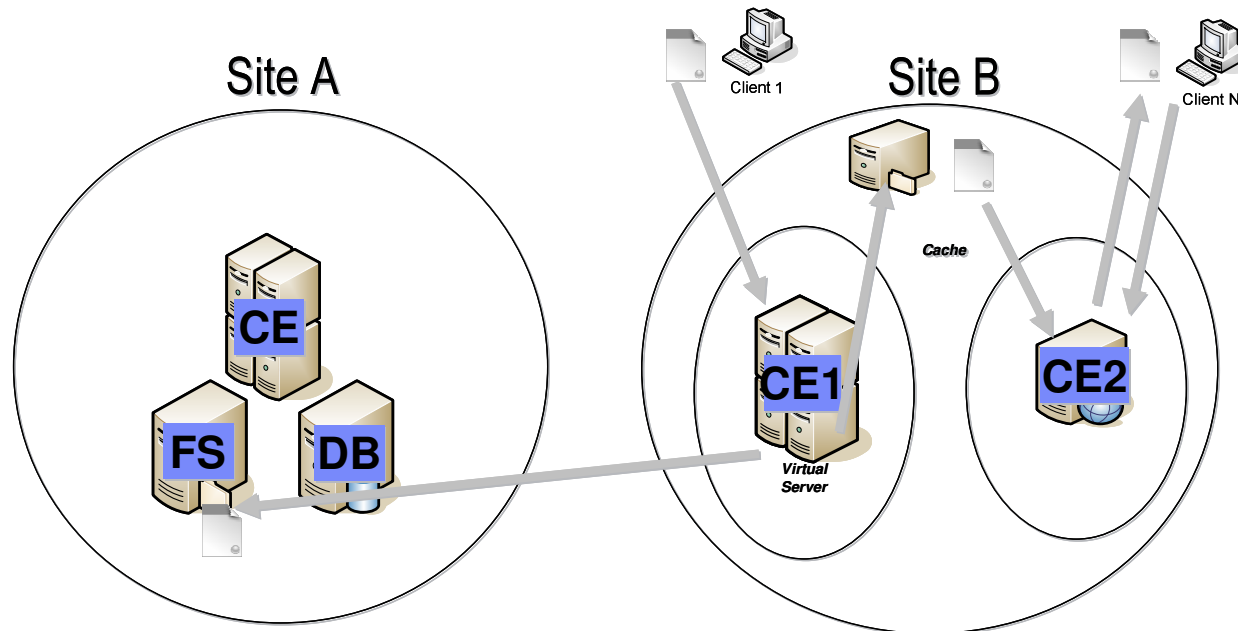 Site A
Site B
Client 1
Client N
Cache
CE
CE1
CE2
FS
DB
Virtual
Server